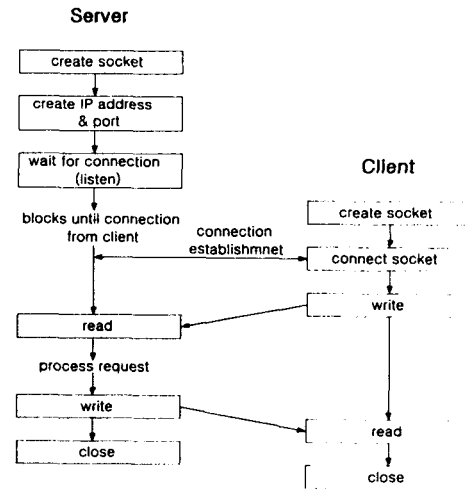 Server
create socket
create IP address
& port
wait for connection
(listen)
blocks until connection
from client
read
process request
write
close
connection
establishmnet
Client
create socket
connect socket
write
read
close